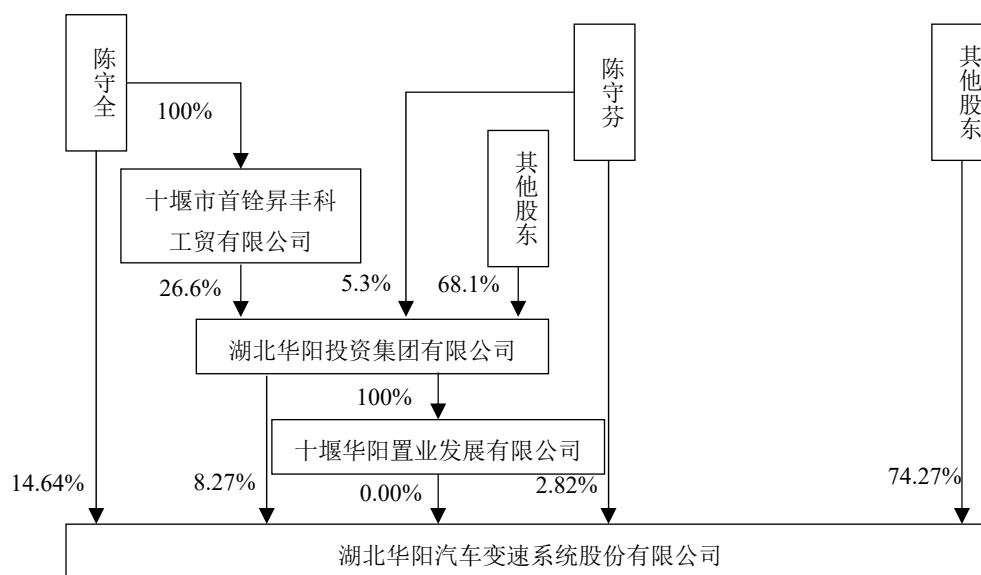 陈守全
陈守芬
其他股东
100%
其他股东
十堰市首铨昇丰科
工贸有限公司
26.6%
5.3%
68.1%
湖北华阳投资集团有限公司
100%
十堰华阳置业发展有限公司
14.64%
8.27%
0.00%
2.82%
74.27%
湖北华阳汽车变速系统股份有限公司